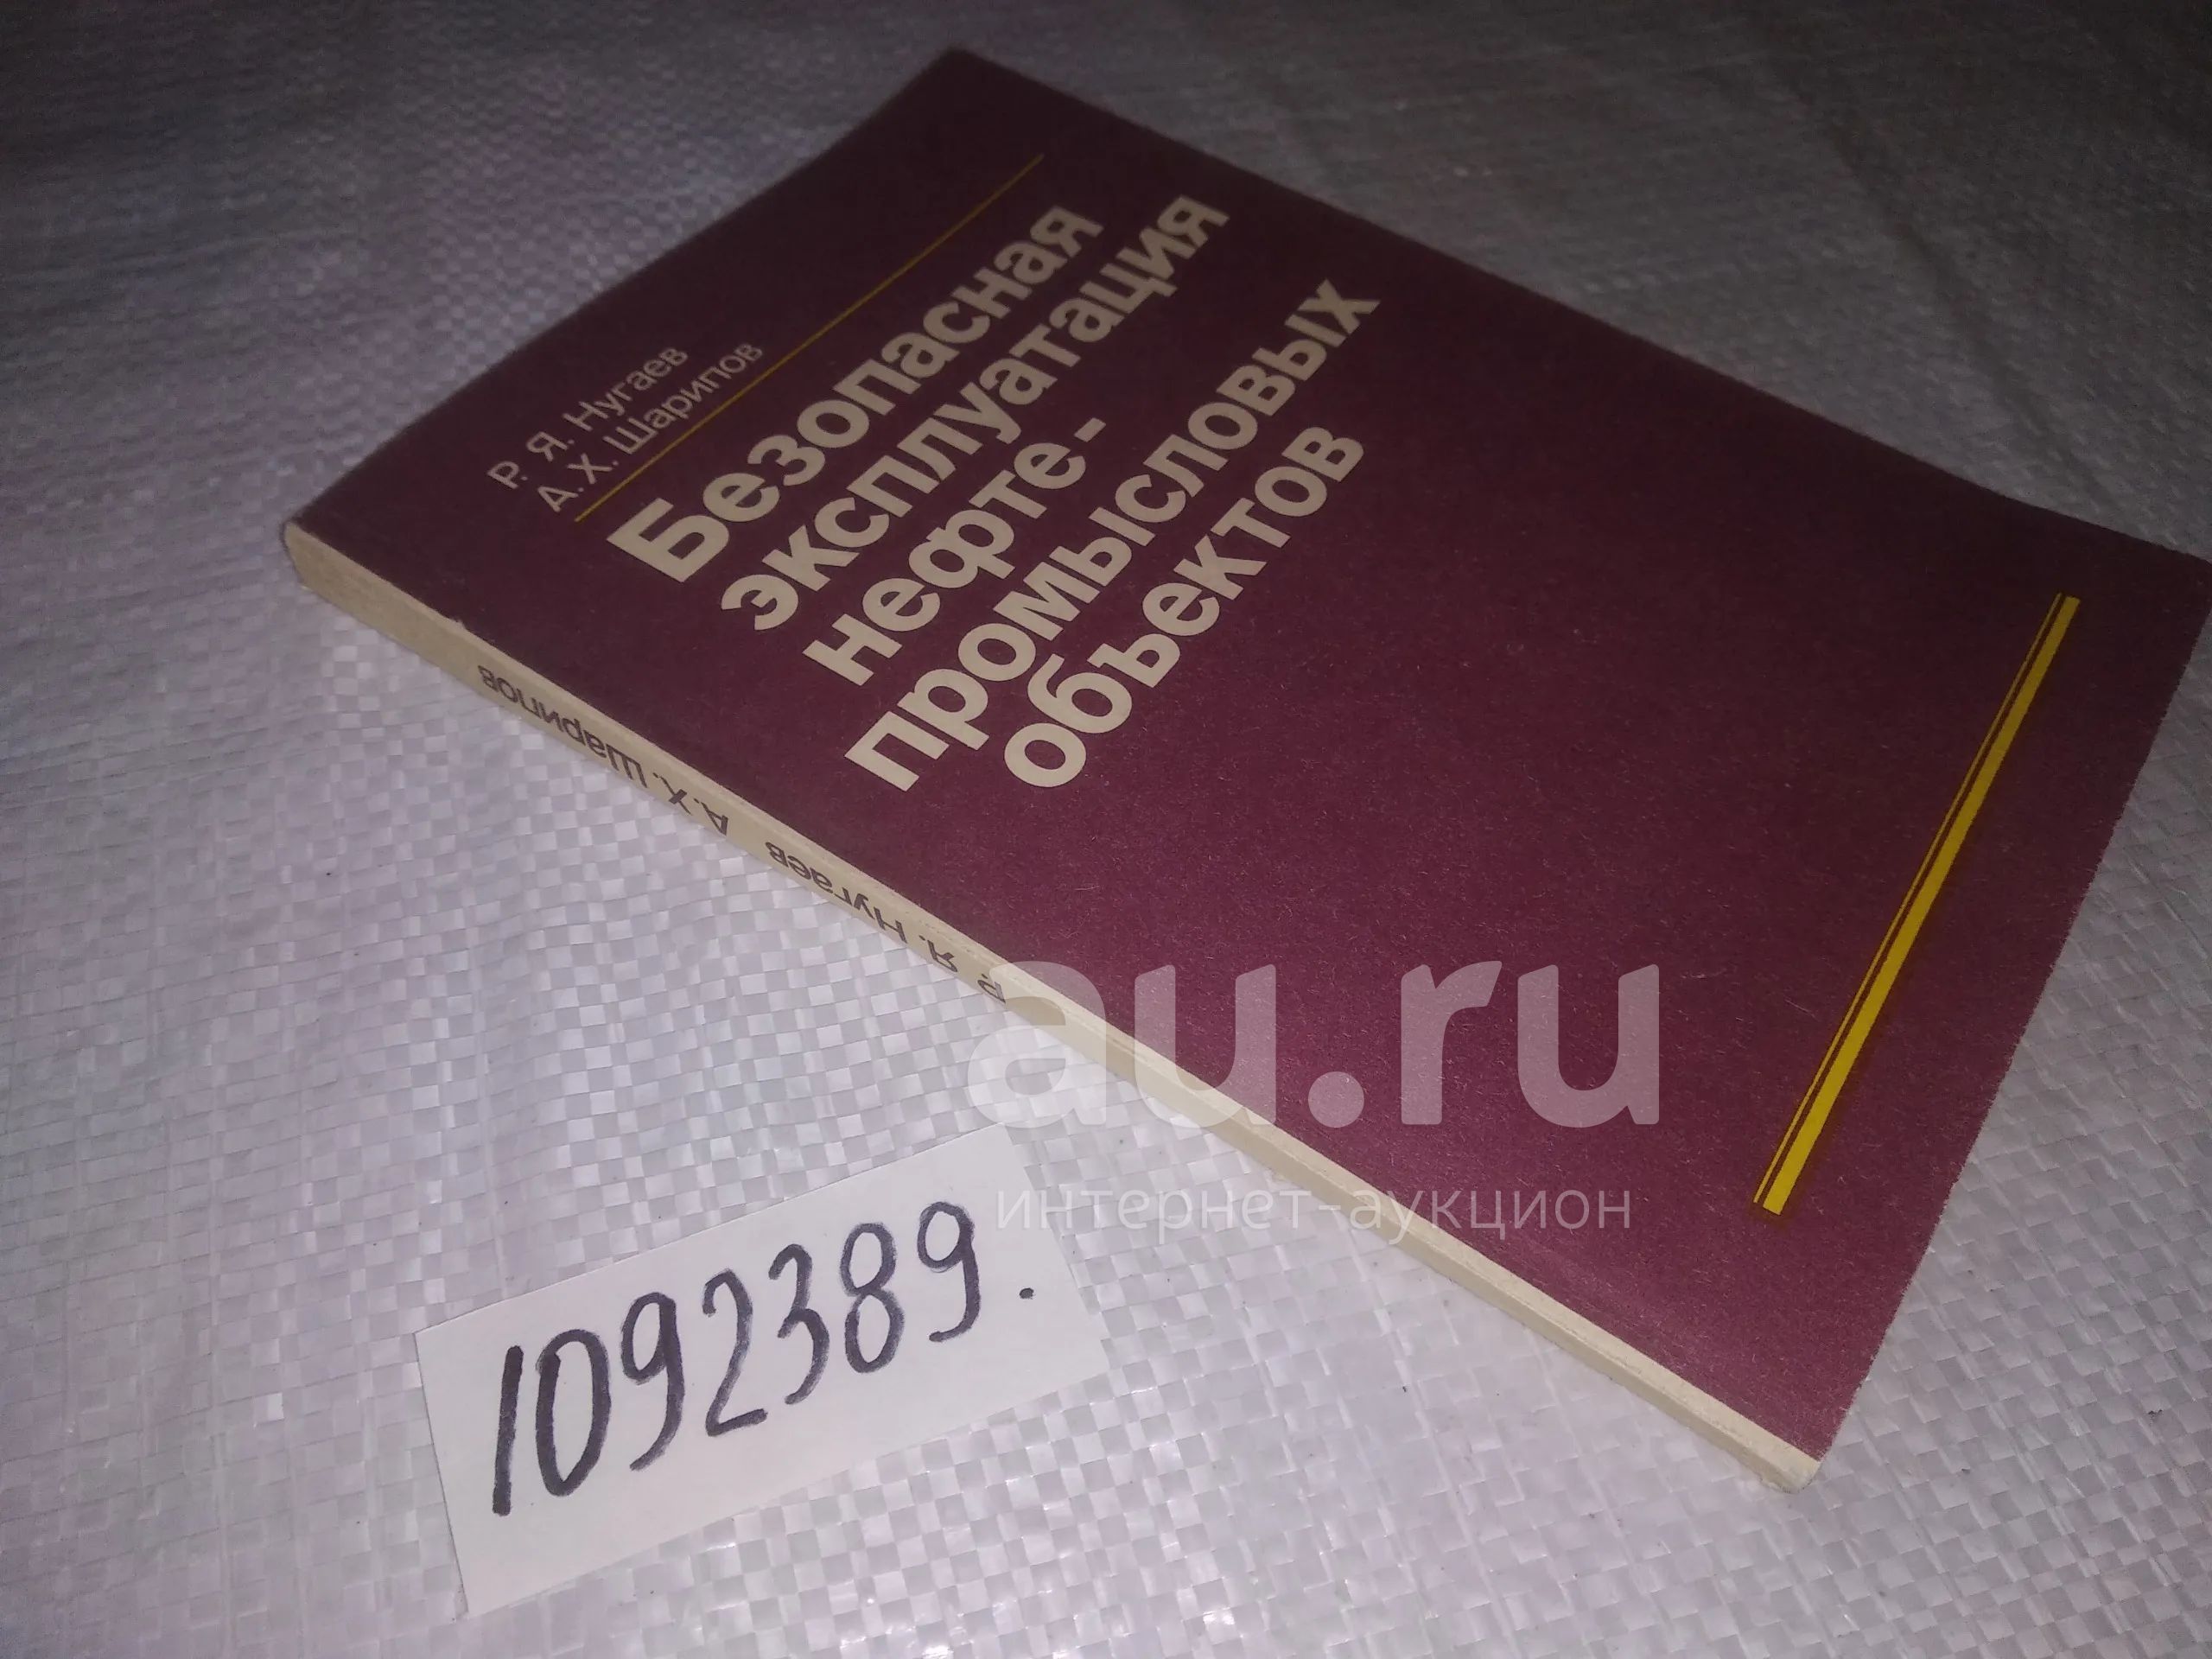 Р. Я. Нугаев
А. Х. Шарипов
Безопасная
эксплуатация
нефте-
промысловых
объектов
Р. Я. Нугаев А. Х. Шарипов
au.ru
интернет-аукцион
1092389.